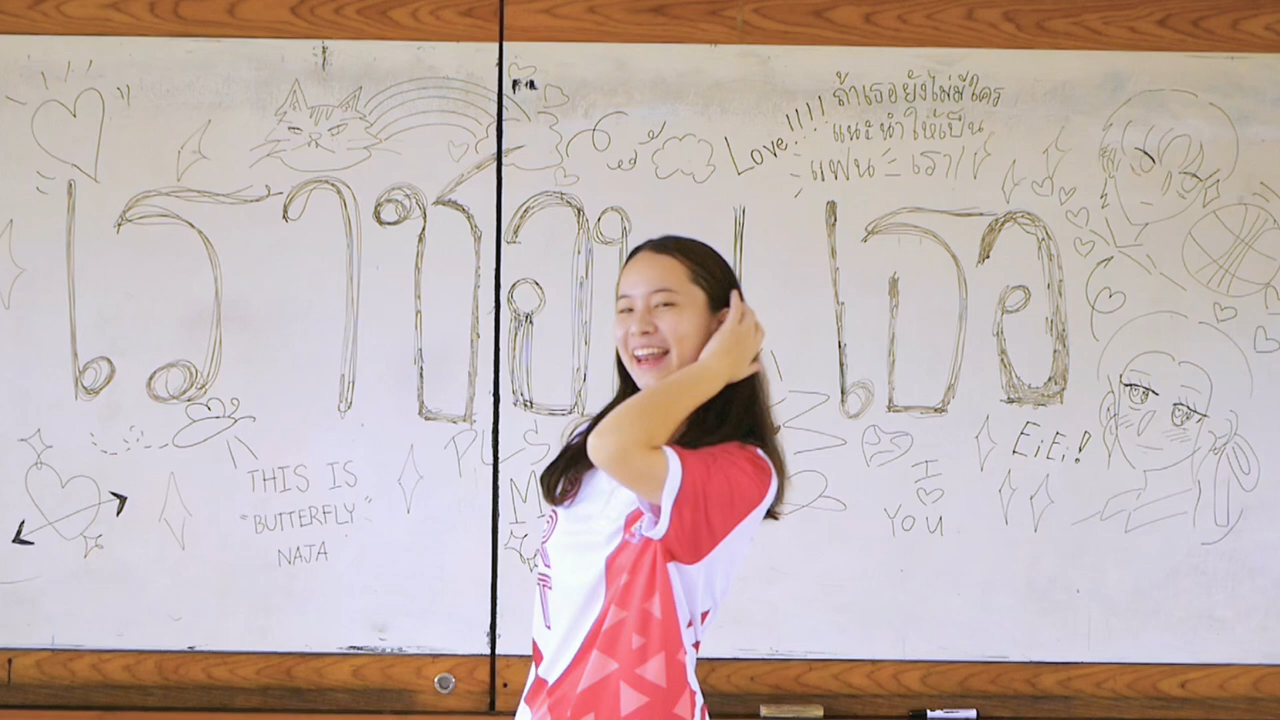 Love!!!!
ถ้าเธอยังไม่มีใคร
แนะนำให้เป็น
แฟน เรา
เราชอบเธอ
PLS
THIS IS
"BUTTERFLY"
NAJA
EiEi!
I
YOU